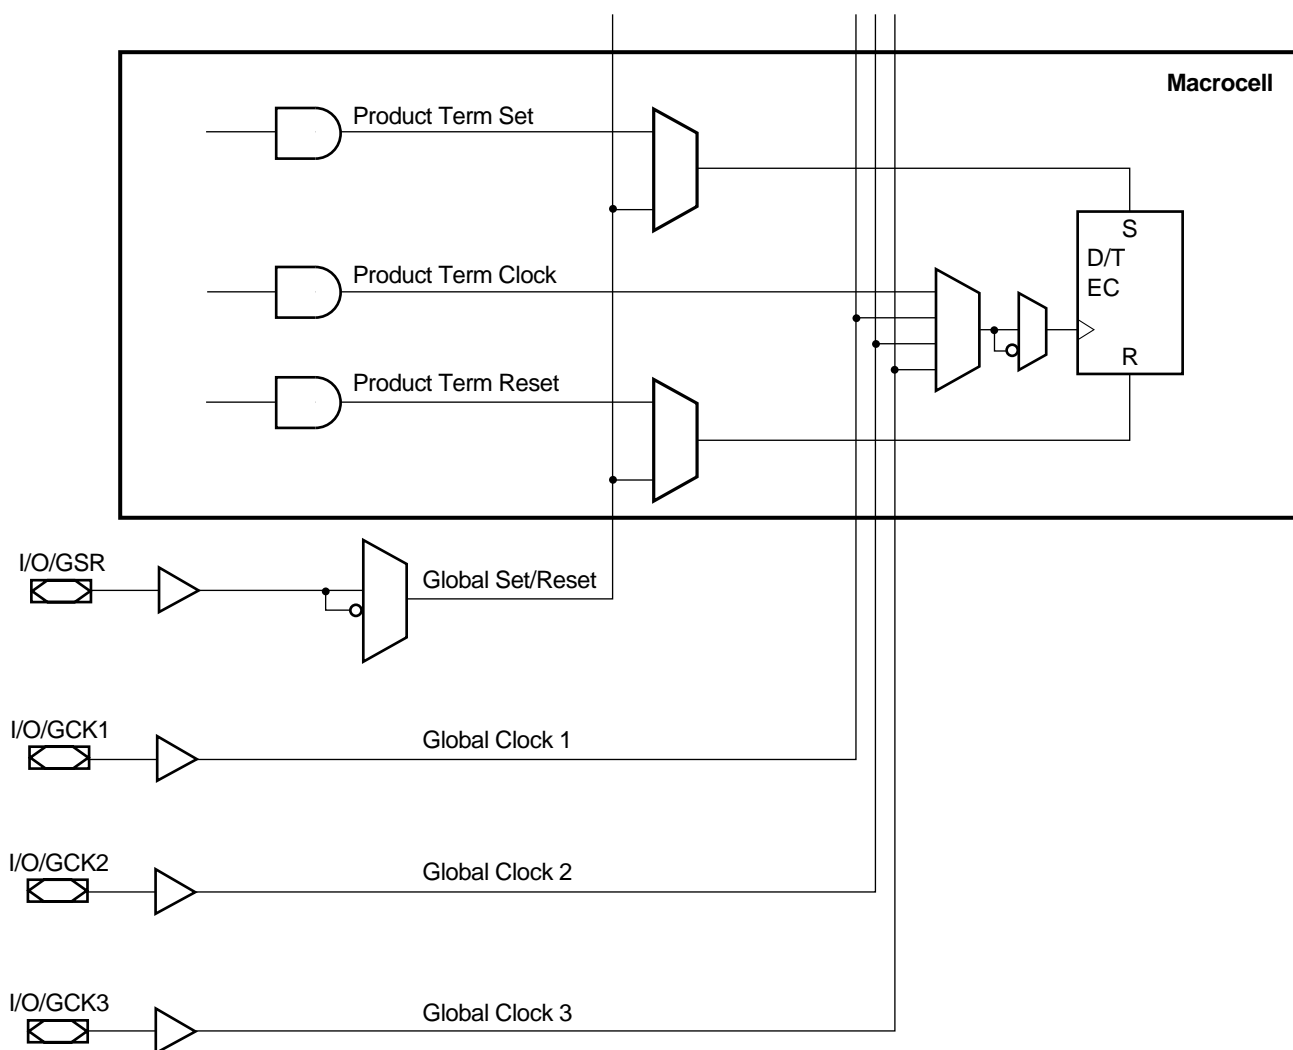 Macrocell
Product Term Set
S
D/T
Product Term Clock
EC
R
Product Term Reset
I/O/GSR
Global Set/Reset
I/O/GCK1
Global Clock 1
I/O/GCK2
Global Clock 2
I/O/GCK3
Global Clock 3